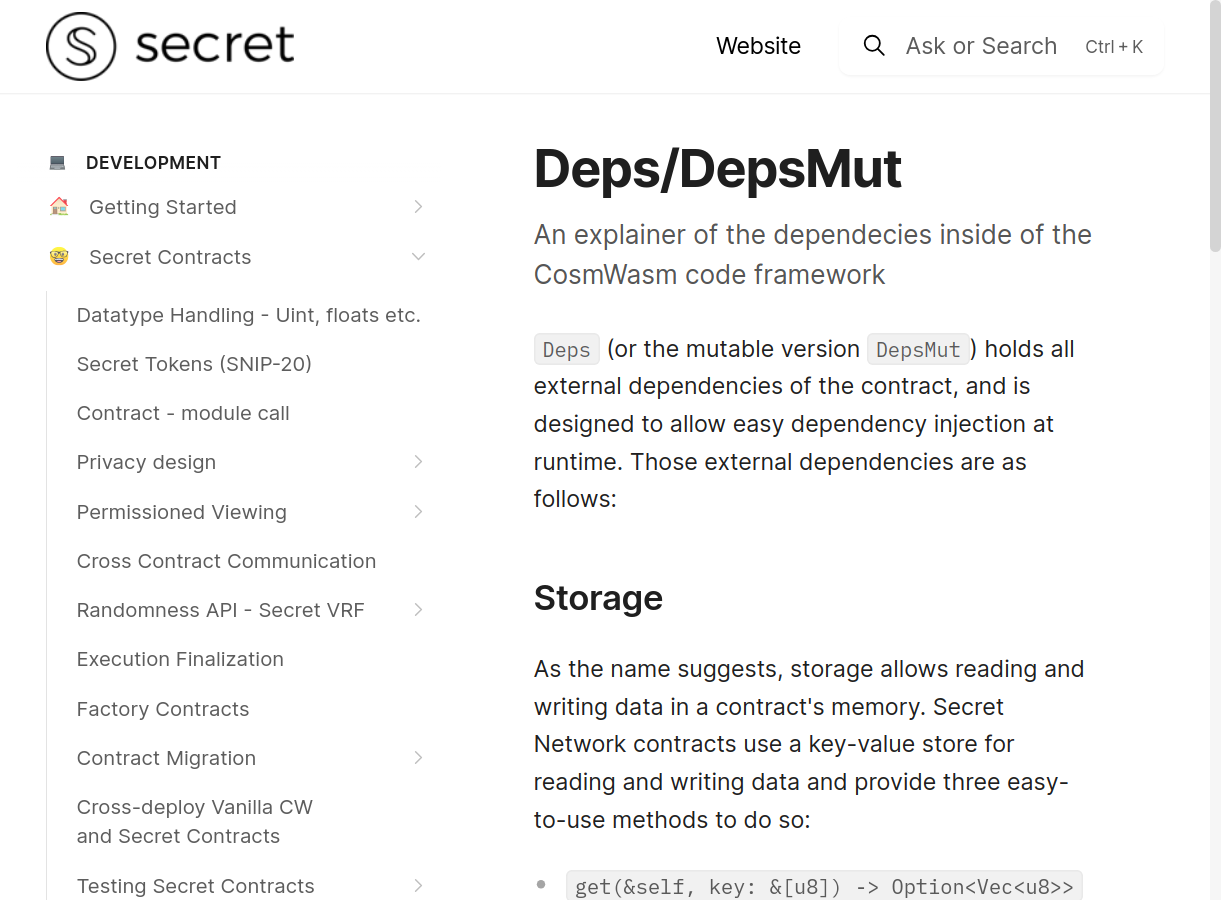 secret
Website
Ask or Search Ctrl + K
DEVELOPMENT
Getting Started
Secret Contracts
Datatype Handling - Uint, floats etc.
Secret Tokens (SNIP-20)
Contract - module call
Privacy design
Permissioned Viewing
Cross Contract Communication
Randomness API - Secret VRF
Execution Finalization
Factory Contracts
Contract Migration
Cross-deploy Vanilla CW
and Secret Contracts
Testing Secret Contracts
Deps/DepsMut
An explainer of the dependecies inside of the
CosmWasm code framework
Deps (or the mutable version DepsMut) holds all
external dependencies of the contract, and is
designed to allow easy dependency injection at
runtime. Those external dependencies are as
follows:
Storage
As the name suggests, storage allows reading and
writing data in a contract's memory. Secret
Network contracts use a key-value store for
reading and writing data and provide three easy-
to-use methods to do so:
get(&self, key: &[u8]) -> Option<Vec<u8>>